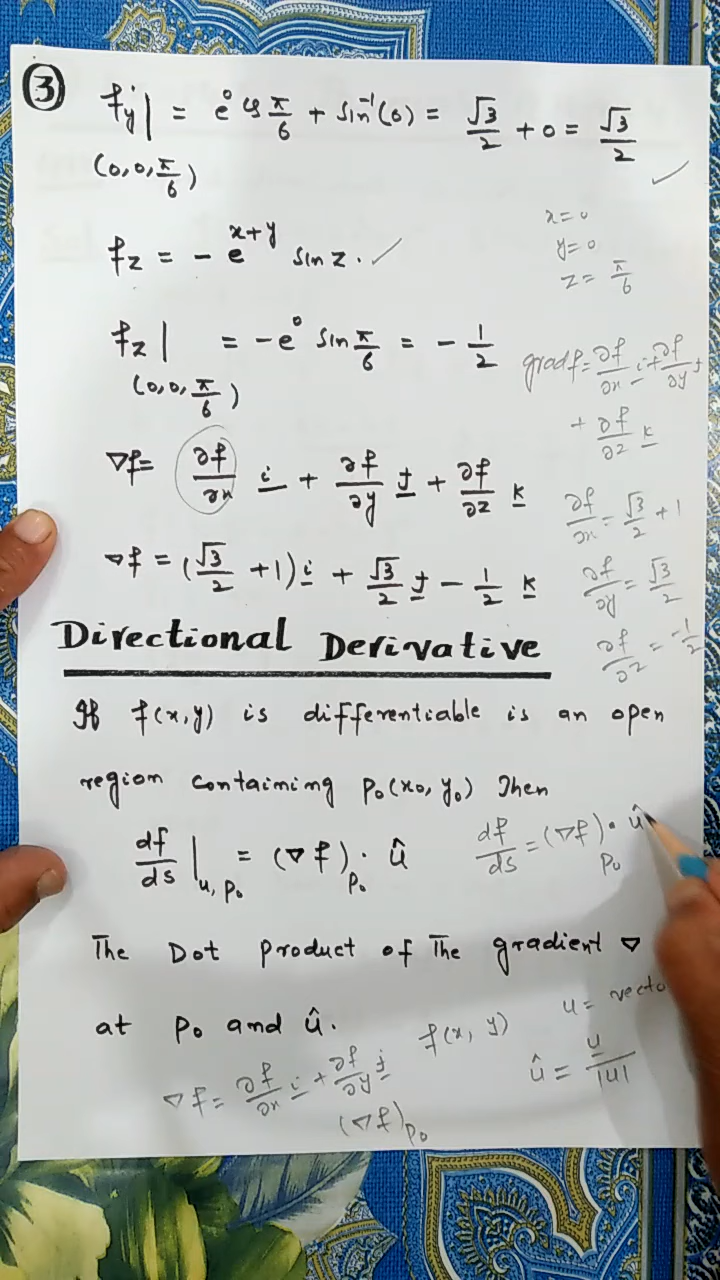 ③ fy| = e⁰ cos π/6 + sin⁻¹(0) = √3/2 + 0 = √3/2
(0,0,π/6)
x=0
y=0
z= π/6
fz = - e^x+y sin z.
fz| = -e⁰ sin π/6 = - 1/2
(0,0,π/6)
gradf= ∂f/∂x i+∂f/∂y j
+ ∂f/∂z k
∇f= ∂f/∂x i + ∂f/∂y j + ∂f/∂z k
∂f/∂x = √3/2 + 1
∇f = (√3/2 +1) i + √3/2 j - 1/2 k
∂f/∂y = √3/2
∂f/∂z = -1/2
Directional Derivative
If f(x,y) is differentiable is an open
region containing P₀(x₀, y₀) Then
df/ds |u, P₀ = (∇f)P₀ . û
df/ds = (∇f)P₀ . û
The Dot product of The gradient ∇
at P₀ and û.
f(x, y)
u = vecto
û = u/|u|
∇f = ∂f/∂x i + ∂f/∂y j
(∇f)P₀